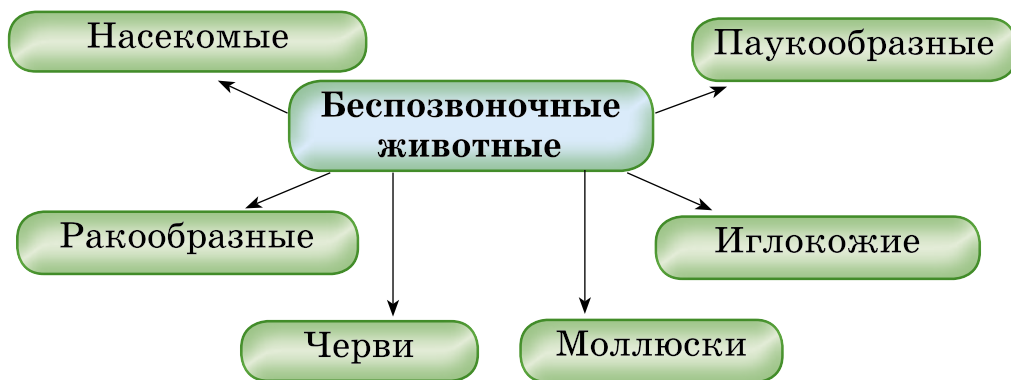 Насекомые
Паукообразные
Беспозвоночные
животные
Ракообразные
Иглокожие
Черви
Моллюски